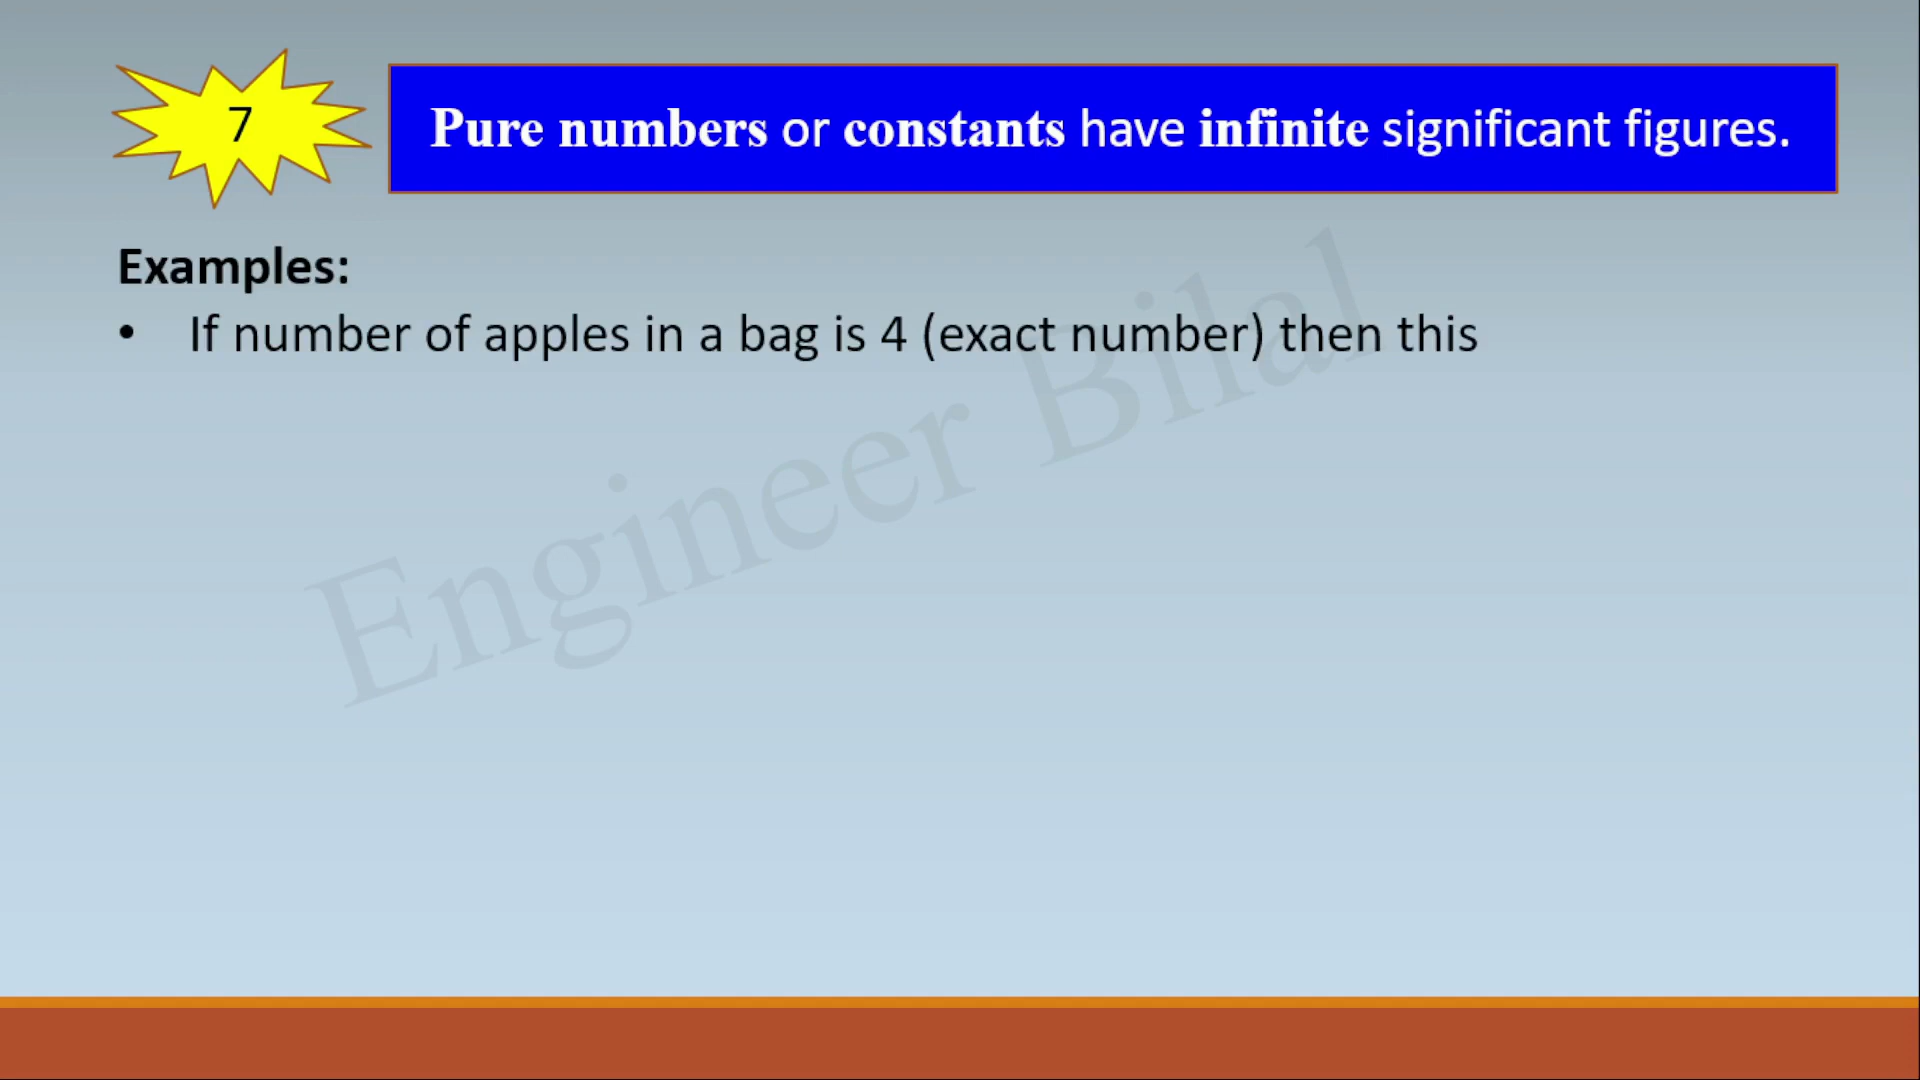 7
Pure numbers or constants have infinite significant figures.
Examples:
• If number of apples in a bag is 4 (exact number) then this
Engineer Bilal